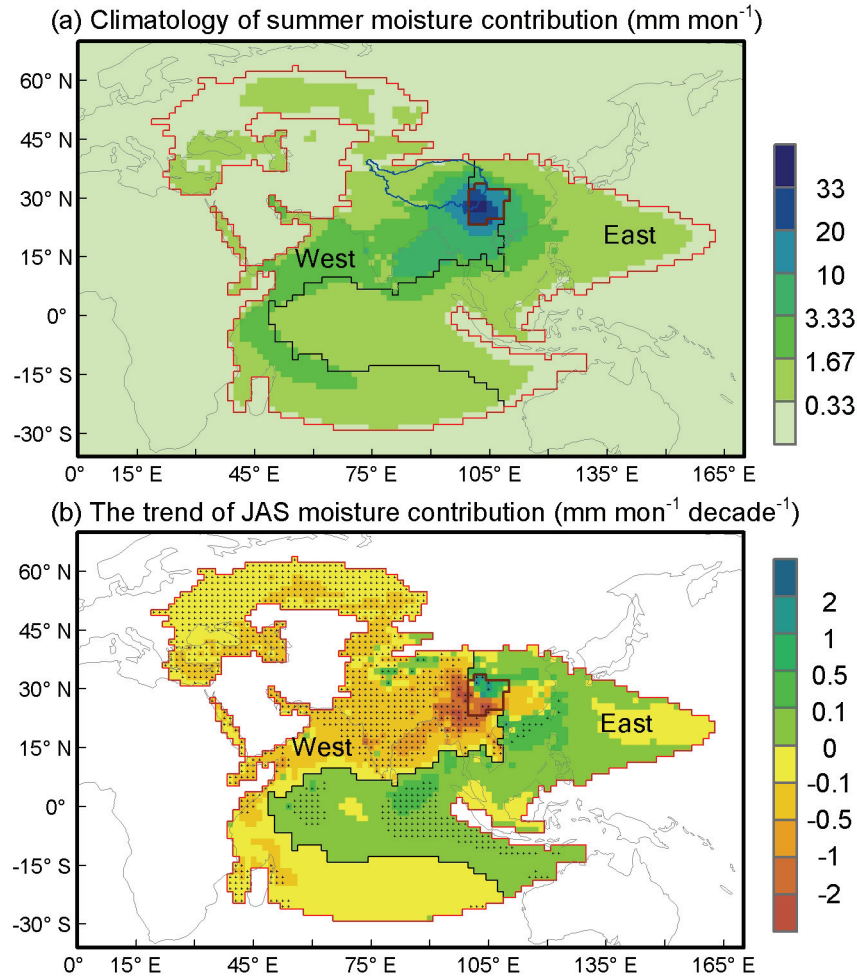 (a) Climatology of summer moisture contribution (mm mon⁻¹)
60° N
45° N
30° N
15° N
0°
-15° S
-30° S
West
East
33
20
10
3.33
1.67
0.33
0° 15° E 45° E 75° E 105° E 135° E 165° E
(b) The trend of JAS moisture contribution (mm mon⁻¹ decade⁻¹)
60° N
45° N
30° N
15° N
0°
-15° S
-30° S
West
East
2
1
0.5
0.1
0
-0.1
-0.5
-1
-2
0° 15° E 45° E 75° E 105° E 135° E 165° E